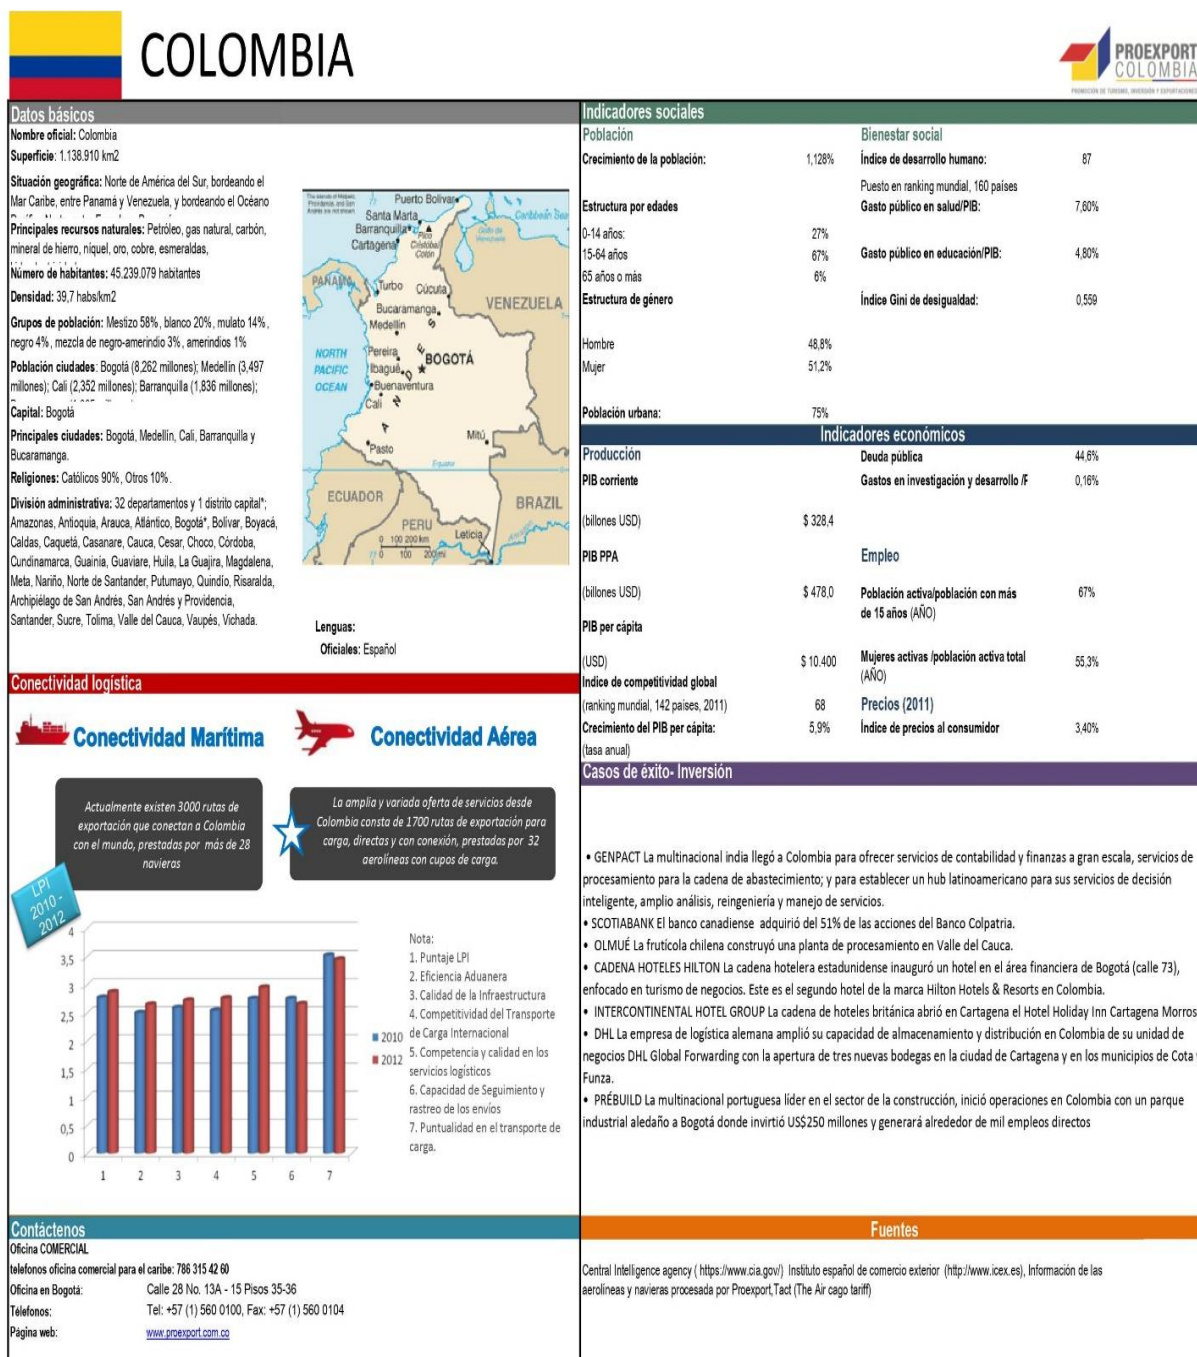 COLOMBIA
PROEXPORT
COLOMBIA
PROMOCIÓN DE TURISMO, INVERSIÓN Y EXPORTACIONES
Datos básicos
Nombre oficial: Colombia
Superficie: 1.138.910 km2
Situación geográfica: Norte de América del Sur, bordeando el
Mar Caribe, entre Panamá y Venezuela, y bordeando el Océano
Principales recursos naturales: Petróleo, gas natural, carbón,
mineral de hierro, níquel, oro, cobre, esmeraldas,
Número de habitantes: 45.239.079 habitantes
Densidad: 39,7 habs/km2
Grupos de población: Mestizo 58%, blanco 20%, mulato 14%,
negro 4%, mezcla de negro-amerindio 3%, amerindios 1%
Población ciudades: Bogotá (8,262 millones); Medellín (3,497
millones); Cali (2,352 millones); Barranquilla (1,836 millones);
Capital: Bogotá
Principales ciudades: Bogotá, Medellín, Cali, Barranquilla y
Bucaramanga.
Religiones: Católicos 90%, Otros 10%.
División administrativa: 32 departamentos y 1 distrito capital*;
Amazonas, Antioquia, Arauca, Atlántico, Bogotá*, Bolívar, Boyacá,
Caldas, Caquetá, Casanare, Cauca, Cesar, Choco, Córdoba,
Cundinamarca, Guainía, Guaviare, Huila, La Guajira, Magdalena,
Meta, Nariño, Norte de Santander, Putumayo, Quindío, Risaralda,
Archipiélago de San Andrés, San Andrés y Providencia,
Santander, Sucre, Tolima, Valle del Cauca, Vaupés, Vichada.
Puerto Bolívar
Santa Marta
Caribbean Sea
Barranquilla
Pico
Cristóbal
Colón
Golfo de
Venezuela
Cartagena
PANAMA
Turbo
Cúcuta
VENEZUELA
Bucaramanga
Medellín
NORTH
PACIFIC
OCEAN
Pereira
BOGOTÁ
Ibagué
Buenaventura
Cali
ANDES
Mitú
Pasto
Equator
ECUADOR
BRAZIL
PERU
Leticia
Amazon
0 100 200 km
0 100 200 mi
Lenguas:
Oficiales: Español
Conectividad logística
Conectividad Marítima
Conectividad Aérea
Actualmente existen 3000 rutas de
exportación que conectan a Colombia
con el mundo, prestadas por más de 28
navieras
La amplia y variada oferta de servicios desde
Colombia consta de 1700 rutas de exportación para
carga, directas y con conexión, prestadas por 32
aerolíneas con cupos de carga.
LPI
2010 -
2012
4
3,5
3
2,5
2
1,5
1
0,5
0
1 2 3 4 5 6 7
2010
2012
Nota:
1. Puntaje LPI
2. Eficiencia Aduanera
3. Calidad de la Infraestructura
4. Competitividad del Transporte
de Carga Internacional
5. Competencia y calidad en los
servicios logísticos
6. Capacidad de Seguimiento y
rastreo de los envíos
7. Puntualidad en el transporte de
carga.
Contáctenos
Oficina COMERCIAL
telefonos oficina comercial para el caribe: 786 315 42 60
Oficina en Bogotá: Calle 28 No. 13A - 15 Pisos 35-36
Télefonos: Tel: +57 (1) 560 0100, Fax: +57 (1) 560 0104
Página web: www.proexport.com.co
Indicadores sociales
Población Bienestar social
Crecimiento de la población: 1,128% Índice de desarrollo humano: 87
Puesto en ranking mundial, 160 países
Estructura por edades Gasto público en salud/PIB: 7,60%
0-14 años: 27%
15-64 años 67% Gasto público en educación/PIB: 4,80%
65 años o más 6%
Estructura de género Índice Gini de desigualdad: 0,559
Hombre 48,8%
Mujer 51,2%
Población urbana: 75%
Indicadores económicos
Producción Deuda pública 44,6%
PIB corriente Gastos en investigación y desarrollo /F 0,16%
(billones USD) $ 328,4
PIB PPA Empleo
(billones USD) $ 478,0 Población activa/población con más 67%
de 15 años (AÑO)
PIB per cápita
(USD) $ 10.400 Mujeres activas /población activa total 55,3%
(AÑO)
Indice de competitividad global
(ranking mundial, 142 paises, 2011) 68 Precios (2011)
Crecimiento del PIB per cápita: 5,9% Índice de precios al consumidor 3,40%
(tasa anual)
Casos de éxito- Inversión
• GENPACT La multinacional india llegó a Colombia para ofrecer servicios de contabilidad y finanzas a gran escala, servicios de
procesamiento para la cadena de abastecimiento; y para establecer un hub latinoamericano para sus servicios de decisión
inteligente, amplio análisis, reingeniería y manejo de servicios.
• SCOTIABANK El banco canadiense adquirió del 51% de las acciones del Banco Colpatria.
• OLMUÉ La frutícola chilena construyó una planta de procesamiento en Valle del Cauca.
• CADENA HOTELES HILTON La cadena hotelera estadunidense inauguró un hotel en el área financiera de Bogotá (calle 73),
enfocado en turismo de negocios. Este es el segundo hotel de la marca Hilton Hotels & Resorts en Colombia.
• INTERCONTINENTAL HOTEL GROUP La cadena de hoteles británica abrió en Cartagena el Hotel Holiday Inn Cartagena Morros
• DHL La empresa de logística alemana amplió su capacidad de almacenamiento y distribución en Colombia de su unidad de
negocios DHL Global Forwarding con la apertura de tres nuevas bodegas en la ciudad de Cartagena y en los municipios de Cota
Funza.
• PRÉBUILD La multinacional portuguesa líder en el sector de la construcción, inició operaciones en Colombia con un parque
industrial aledaño a Bogotá donde invirtió US$250 millones y generará alrededor de mil empleos directos
Fuentes
Central Intelligence agency ( https://www.cia.gov/) Instituto español de comercio exterior (http://www.icex.es), Información de las
aerolíneas y navieras procesada por Proexport,Tact (The Air cago tariff)